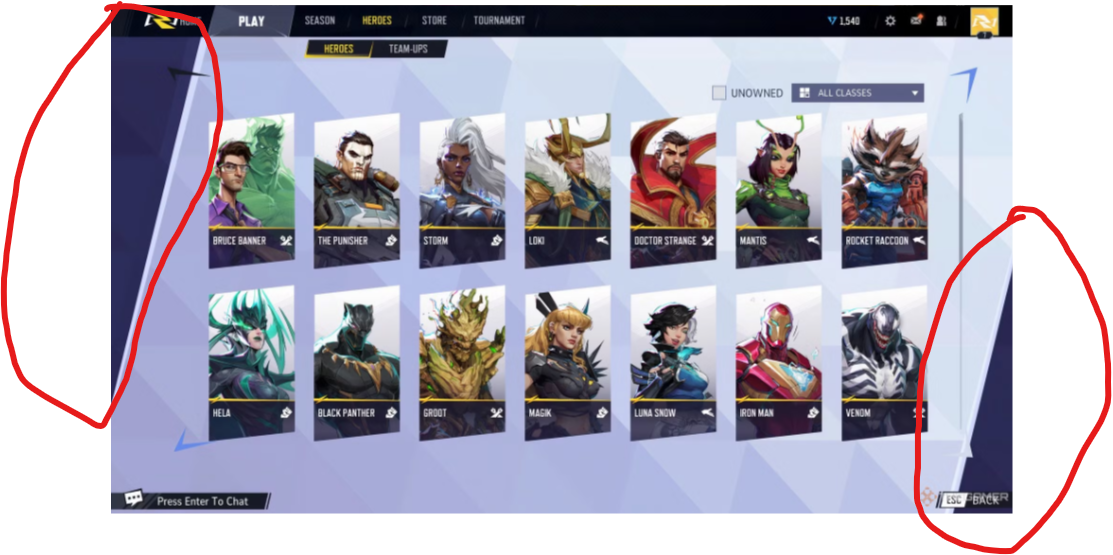 HOME PLAY SEASON HEROES STORE TOURNAMENT 1,540
HEROES TEAM-UPS
UNOWNED ALL CLASSES
BRUCE BANNER THE PUNISHER STORM LOKI DOCTOR STRANGE MANTIS ROCKET RACCOON
HELA BLACK PANTHER GROOT MAGIK LUNA SNOW IRON MAN VENOM
Press Enter To Chat ESC BACK